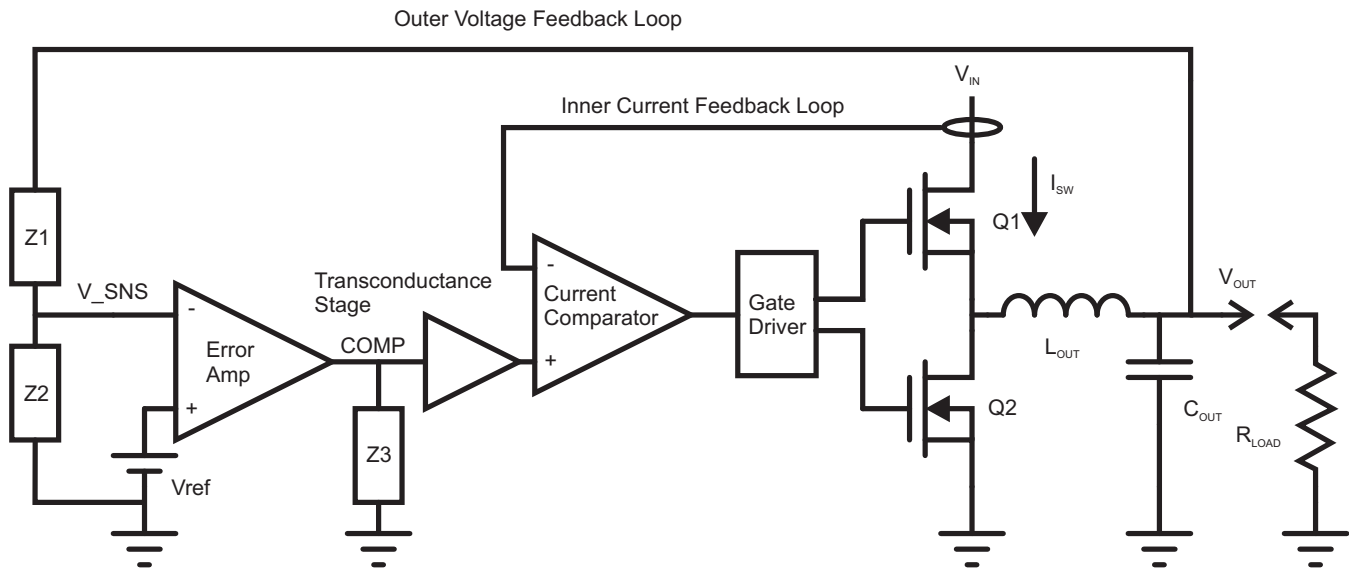 Outer Voltage Feedback Loop
V_IN
Inner Current Feedback Loop
I_SW
Z1
Q1
V_SNS
Transconductance
Stage
-
Current
Comparator
+
Gate
Driver
V_OUT
-
Error
Amp
+
COMP
L_OUT
Z2
Q2
C_OUT
R_LOAD
Z3
Vref